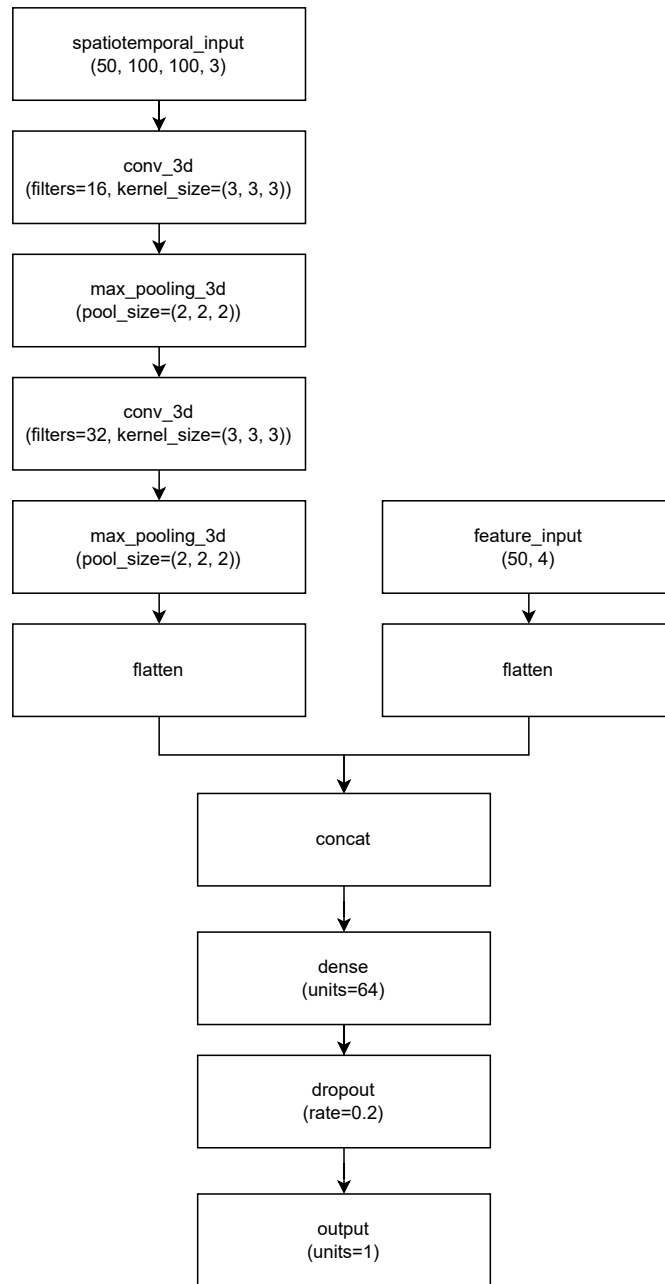 spatiotemporal_input
(50, 100, 100, 3)
conv_3d
(filters=16, kernel_size=(3, 3, 3))
max_pooling_3d
(pool_size=(2, 2, 2))
conv_3d
(filters=32, kernel_size=(3, 3, 3))
max_pooling_3d
(pool_size=(2, 2, 2))
feature_input
(50, 4)
flatten
flatten
concat
dense
(units=64)
dropout
(rate=0.2)
output
(units=1)